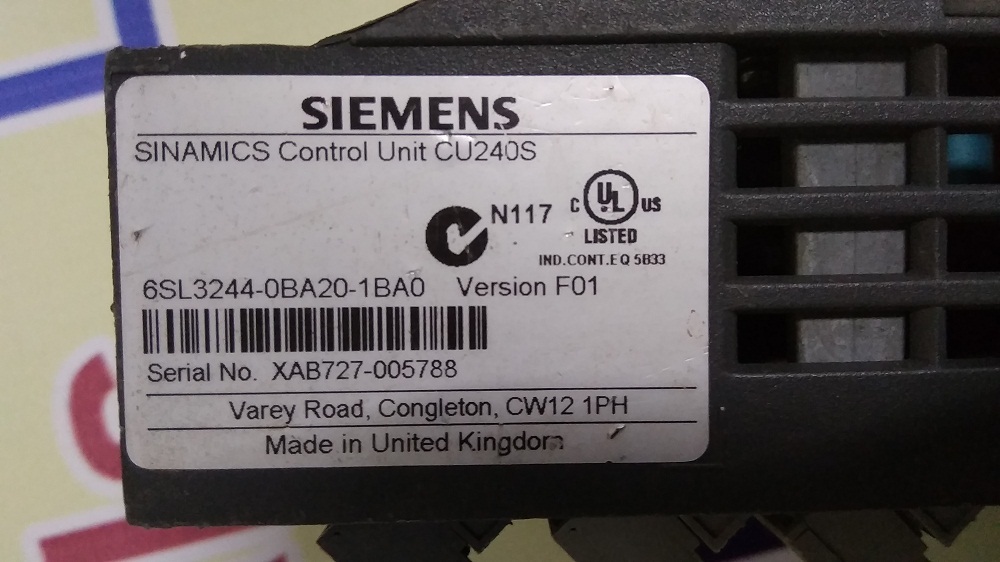 SIEMENS
SINAMICS Control Unit CU240S
N117
C UL US
LISTED
IND.CONT.EQ 5B33
6SL3244-0BA20-1BA0 Version F01
Serial No. XAB727-005788
Varey Road, Congleton, CW12 1PH
Made in United Kingdom